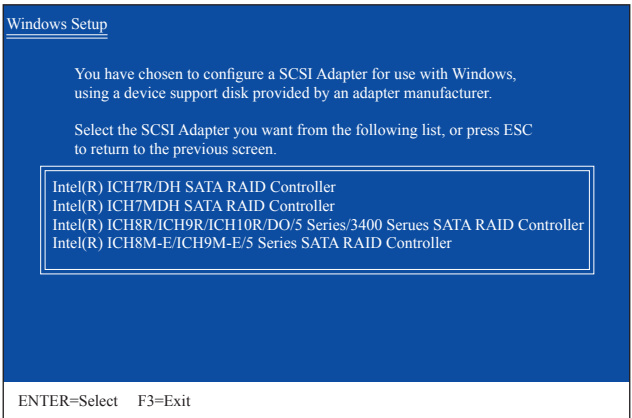 Windows Setup
You have chosen to configure a SCSI Adapter for use with Windows,
using a device support disk provided by an adapter manufacturer.
Select the SCSI Adapter you want from the following list, or press ESC
to return to the previous screen.
Intel(R) ICH7R/DH SATA RAID Controller
Intel(R) ICH7MDH SATA RAID Controller
Intel(R) ICH8R/ICH9R/ICH10R/DO/5 Series/3400 Serues SATA RAID Controller
Intel(R) ICH8M-E/ICH9M-E/5 Series SATA RAID Controller
ENTER=Select F3=Exit